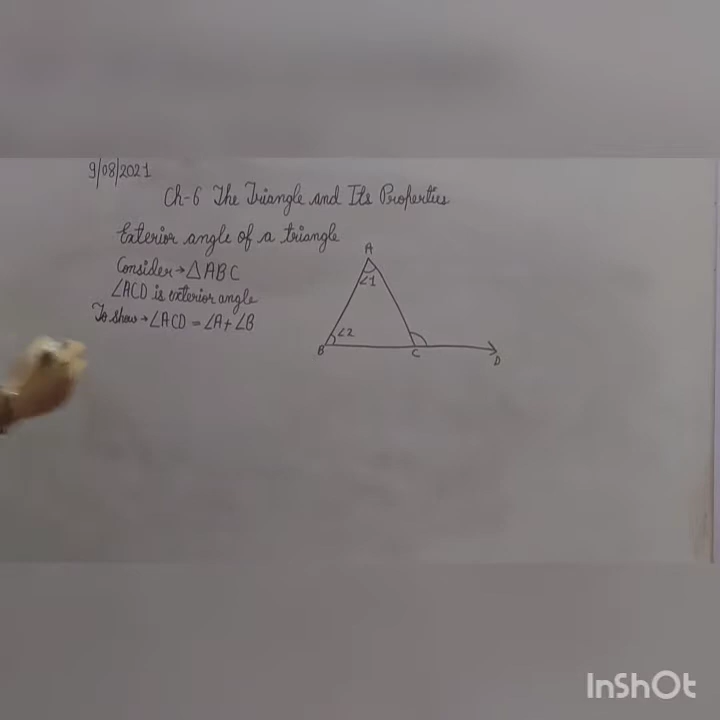 9/08/2021
Ch-6 The Triangle and Its Properties
Exterior angle of a triangle
Consider → △ABC
∠ACD is exterior angle
To show → ∠ACD = ∠A + ∠B
A
∠1
∠2
B
C
D
InShOt